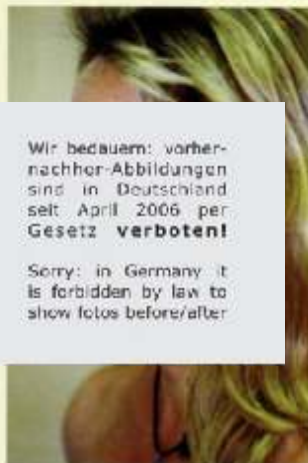 Wir bedauern: vorher-
nachher-Abbildungen
sind in Deutschland
seit April 2006 per
Gesetz verboten!
Sorry: in Germany it
is forbidden by law to
show fotos before/after